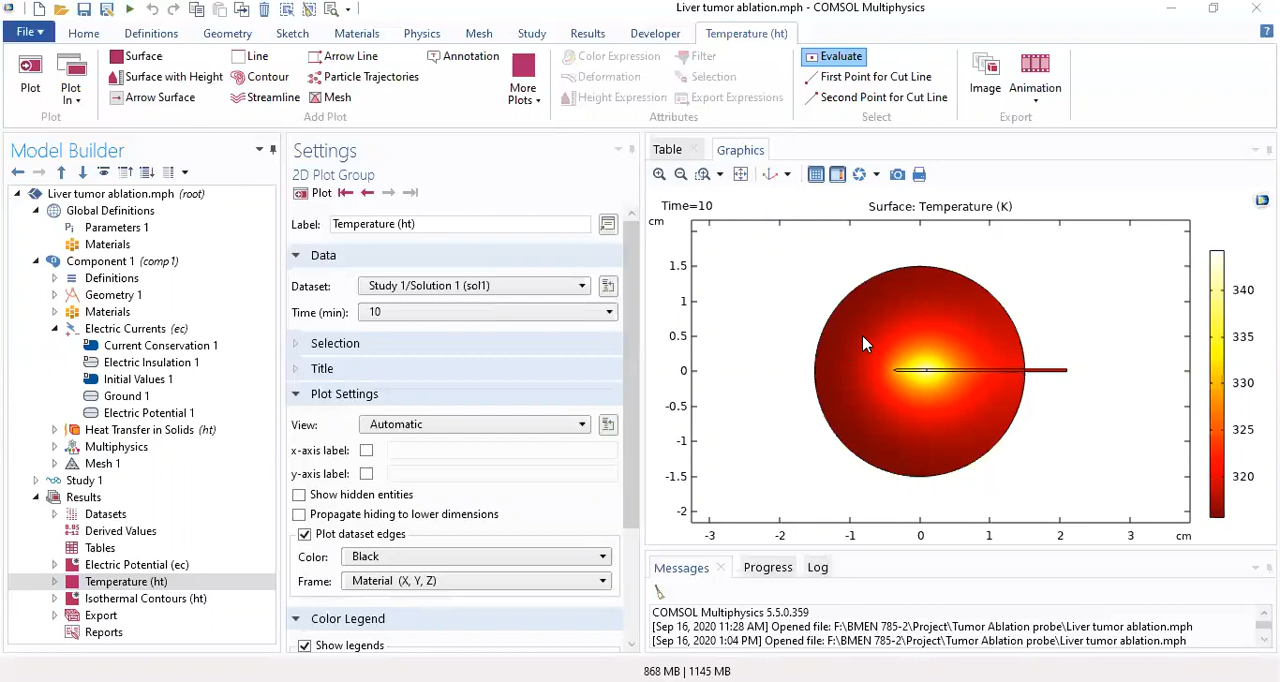 Liver tumor ablation.mph - COMSOL Multiphysics
File
Home
Definitions
Geometry
Sketch
Materials
Physics
Mesh
Study
Results
Developer
Temperature (ht)
Plot
Plot In
Plot
Surface
Surface with Height
Arrow Surface
Line
Contour
Streamline
Arrow Line
Particle Trajectories
Mesh
Annotation
More Plots
Add Plot
Color Expression
Deformation
Height Expression
Filter
Selection
Export Expressions
Attributes
Evaluate
First Point for Cut Line
Second Point for Cut Line
Select
Image
Animation
Export
Model Builder
Liver tumor ablation.mph (root)
Global Definitions
Pi Parameters 1
Materials
Component 1 (comp1)
Definitions
Geometry 1
Materials
Electric Currents (ec)
Current Conservation 1
Electric Insulation 1
Initial Values 1
Ground 1
Electric Potential 1
Heat Transfer in Solids (ht)
Multiphysics
Mesh 1
Study 1
Results
Datasets
Derived Values
Tables
Electric Potential (ec)
Temperature (ht)
Isothermal Contours (ht)
Export
Reports
Settings
2D Plot Group
Plot
Label: Temperature (ht)
Data
Dataset: Study 1/Solution 1 (sol1)
Time (min): 10
Selection
Title
Plot Settings
View: Automatic
x-axis label:
y-axis label:
Show hidden entities
Propagate hiding to lower dimensions
Plot dataset edges
Color: Black
Frame: Material (X, Y, Z)
Color Legend
Show legends
Table
Graphics
Time=10
Surface: Temperature (K)
cm
1.5
1
0.5
0
-0.5
-1
-1.5
-2
-3
-2
-1
0
1
2
3
cm
340
335
330
325
320
Messages
Progress
Log
COMSOL Multiphysics 5.5.0.359
[Sep 16, 2020 11:28 AM] Opened file: F:\BMEN 785-2\Project\Tumor Ablation probe\Liver tumor ablation.mph
[Sep 16, 2020 1:04 PM] Opened file: F:\BMEN 785-2\Project\Tumor Ablation probe\Liver tumor ablation.mph
868 MB | 1145 MB